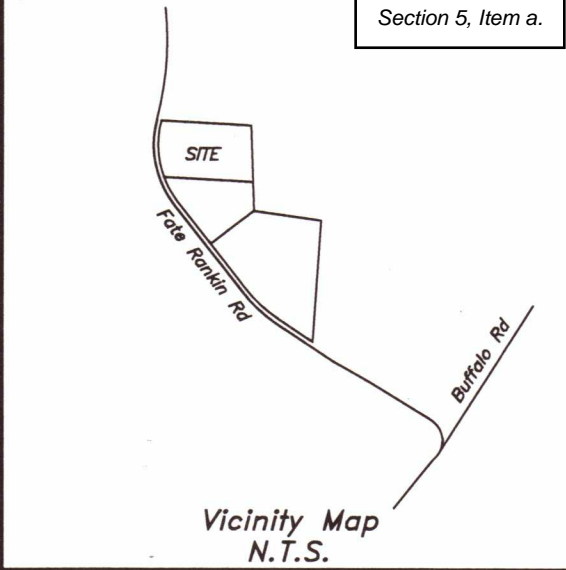 Section 5, Item a.
SITE
Fate Rankin Rd
Buffalo Rd
Vicinity Map
N.T.S.